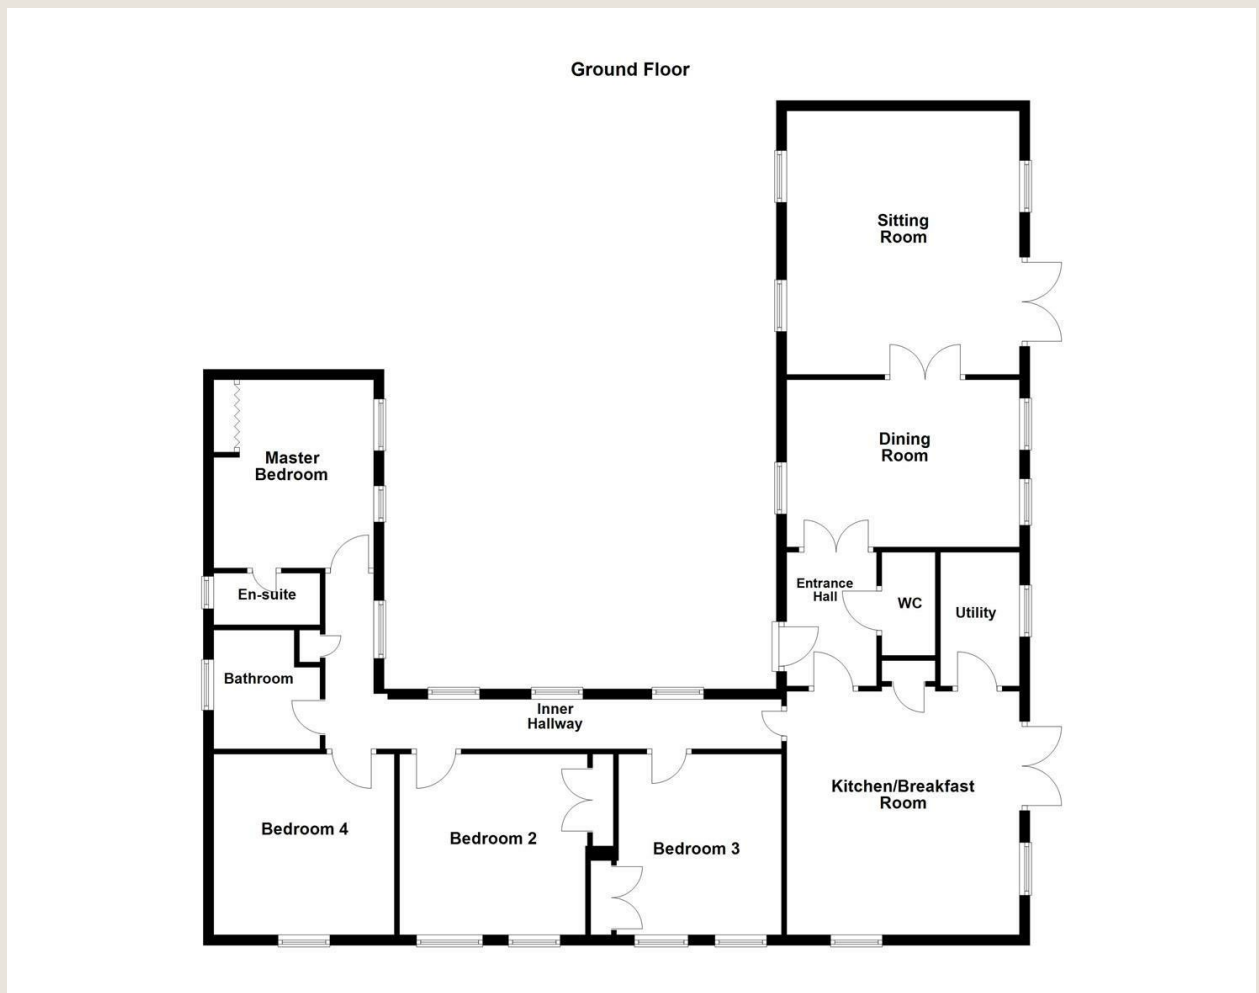 Ground Floor
Sitting
Room
Dining
Room
Master
Bedroom
Entrance
Hall
WC
Utility
En-suite
Bathroom
Inner
Hallway
Kitchen/Breakfast
Room
Bedroom 4
Bedroom 2
Bedroom 3